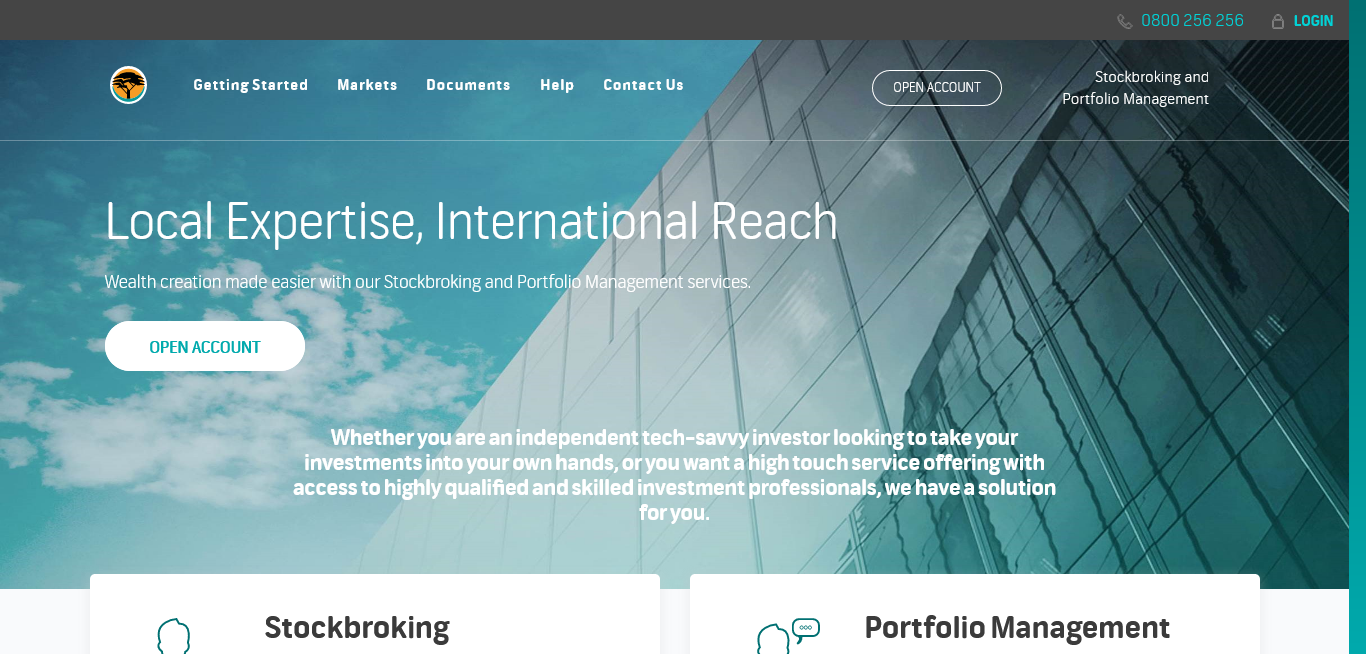 0800 256 256
LOGIN
Getting Started
Markets
Documents
Help
Contact Us
OPEN ACCOUNT
Stockbroking and
Portfolio Management
Local Expertise, International Reach
Wealth creation made easier with our Stockbroking and Portfolio Management services.
OPEN ACCOUNT
Whether you are an independent tech-savvy investor looking to take your
investments into your own hands, or you want a high touch service offering with
access to highly qualified and skilled investment professionals, we have a solution
for you.
Stockbroking
Portfolio Management